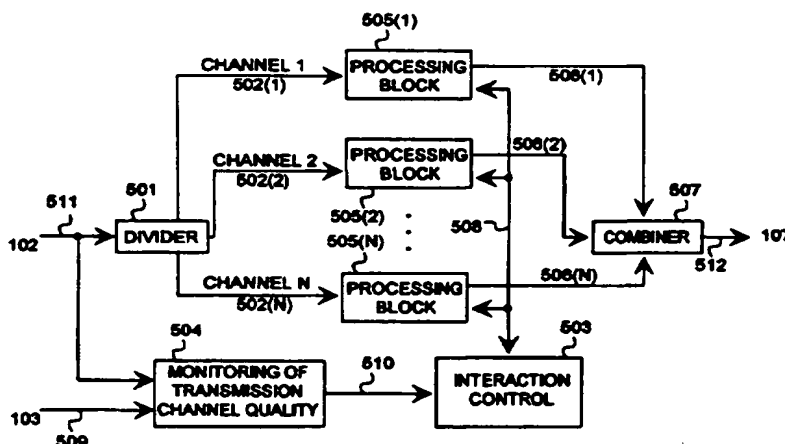 505(1)
PROCESSING
BLOCK
CHANNEL 1
502(1)
506(1)
CHANNEL 2
502(2)
PROCESSING
BLOCK
506(2)
505(2)
501
511
DIVIDER
102
508
507
COMBINER
107
512
505(N)
CHANNEL N
502(N)
PROCESSING
BLOCK
506(N)
504
MONITORING OF
TRANSMISSION
CHANNEL QUALITY
510
503
INTERACTION
CONTROL
103
509